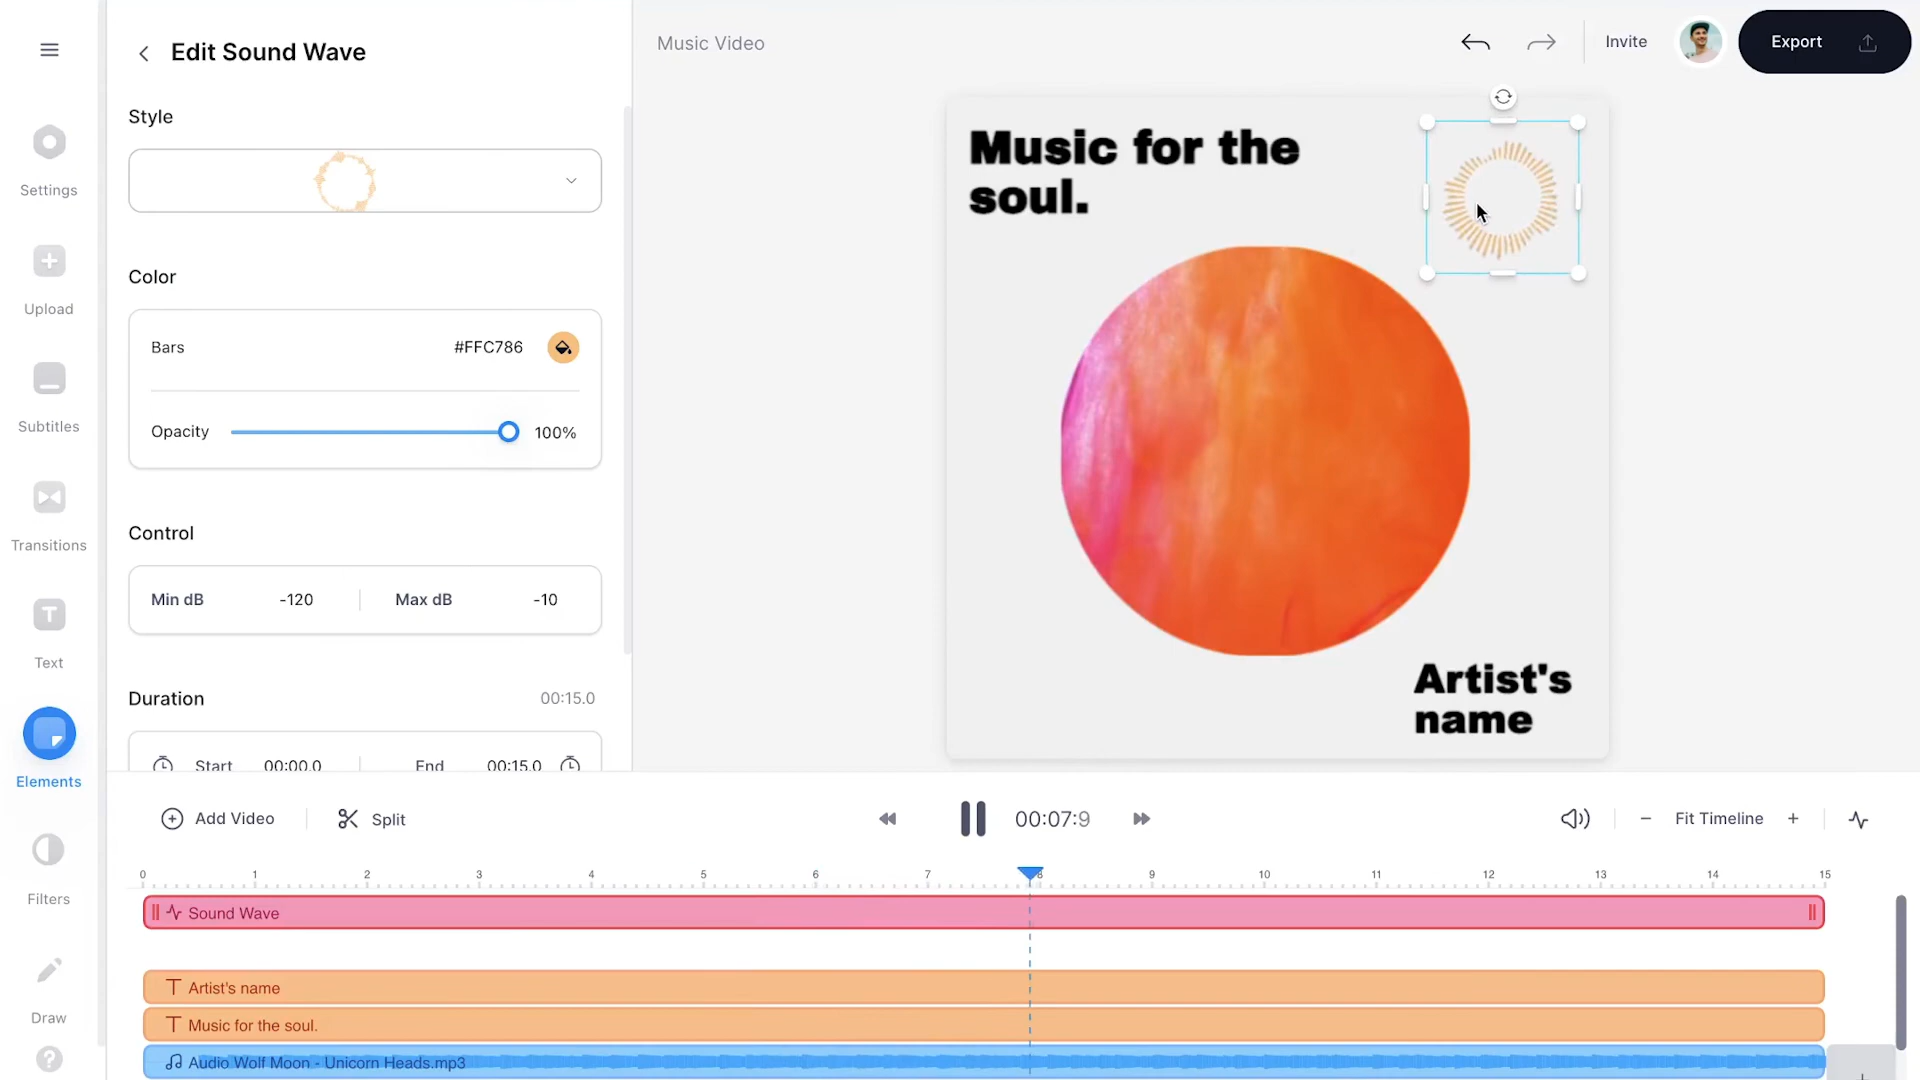 Edit Sound Wave
Music Video
Invite
Export
Settings
Upload
Subtitles
Transitions
Text
Elements
Filters
Draw
Style
Color
Bars #FFC786
Opacity 100%
Control
Min dB -120 Max dB -10
Duration 00:15.0
Start 00:00.0 End 00:15.0
Music for the
soul.
Artist's
name
Add Video Split 00:07:9 Fit Timeline
0 1 2 3 4 5 6 7 8 9 10 11 12 13 14 15
Sound Wave
Artist's name
Music for the soul.
Audio Wolf Moon - Unicorn Heads.mp3